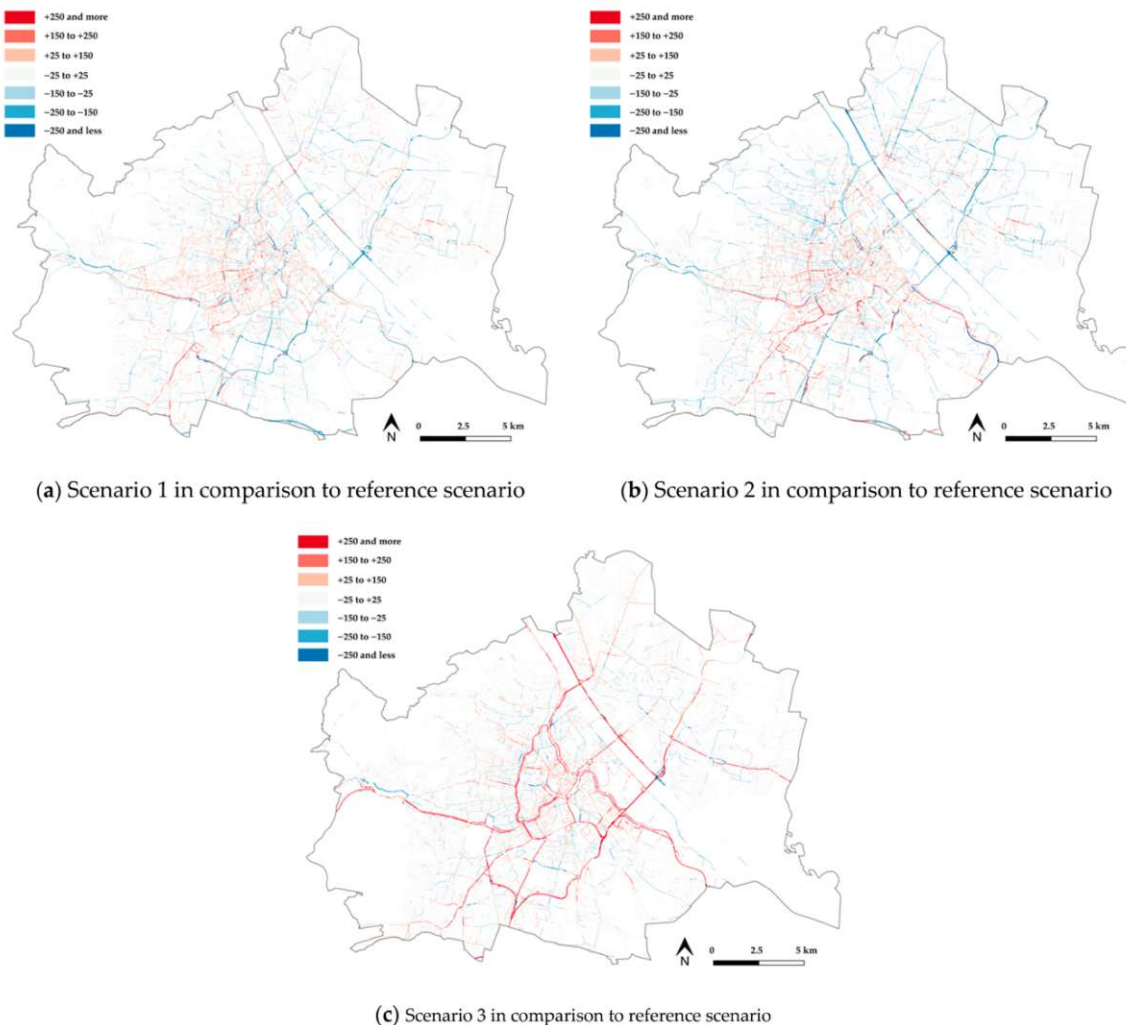 +250 and more
+150 to +250
+25 to +150
−25 to +25
−150 to −25
−250 to −150
−250 and less
0 2.5 5 km
N
(a) Scenario 1 in comparison to reference scenario
+250 and more
+150 to +250
+25 to +150
−25 to +25
−150 to −25
−250 to −150
−250 and less
0 2.5 5 km
N
(b) Scenario 2 in comparison to reference scenario
+250 and more
+150 to +250
+25 to +150
−25 to +25
−150 to −25
−250 to −150
−250 and less
0 2.5 5 km
N
(c) Scenario 3 in comparison to reference scenario